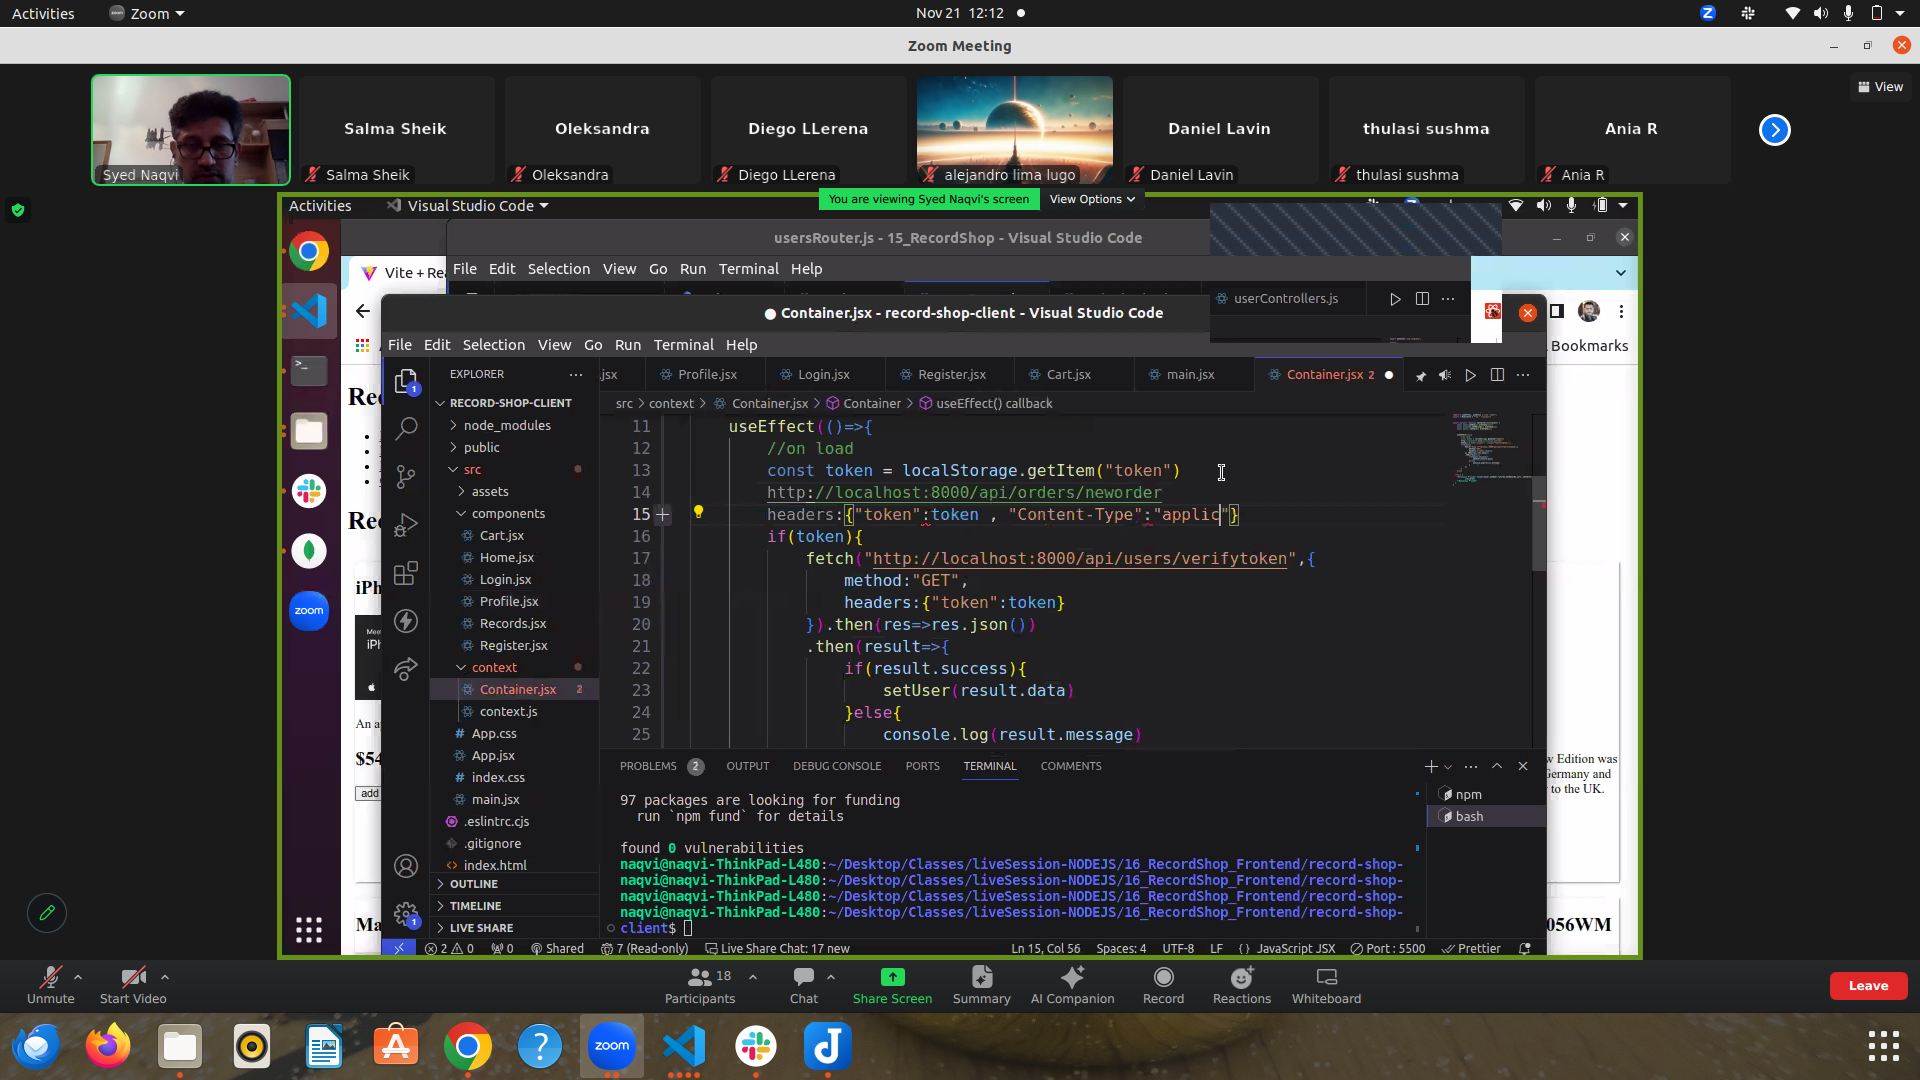 Activities
Zoom
Nov 21 12:12
Zoom Meeting
View
Syed Naqvi
Salma Sheik
Salma Sheik
Oleksandra
Oleksandra
Diego LLerena
Diego LLerena
alejandro lima lugo
Daniel Lavin
Daniel Lavin
thulasi sushma
thulasi sushma
Ania R
Ania R
You are viewing Syed Naqvi's screen
View Options
Activities
Visual Studio Code
usersRouter.js - 15_RecordShop - Visual Studio Code
File Edit Selection View Go Run Terminal Help
Vite + Rea
userControllers.js
● Container.jsx - record-shop-client - Visual Studio Code
Bookmarks
File Edit Selection View Go Run Terminal Help
EXPLORER
.jsx
Profile.jsx
Login.jsx
Register.jsx
Cart.jsx
main.jsx
Container.jsx 2
src > context > Container.jsx > Container > useEffect() callback
RECORD-SHOP-CLIENT
node_modules
public
src
assets
components
Cart.jsx
Home.jsx
Login.jsx
Profile.jsx
Records.jsx
Register.jsx
context
Container.jsx 2
context.js
App.css
App.jsx
index.css
main.jsx
.eslintrc.cjs
.gitignore
index.html
OUTLINE
TIMELINE
LIVE SHARE
11 useEffect(()=>{
12 //on load
13 const token = localStorage.getItem("token")
14 http://localhost:8000/api/orders/neworder
15 headers:{"token":token , "Content-Type":"applic"}
16 if(token){
17 fetch("http://localhost:8000/api/users/verifytoken",{
18 method:"GET",
19 headers:{"token":token}
20 }).then(res=>res.json())
21 .then(result=>{
22 if(result.success){
23 setUser(result.data)
24 }else{
25 console.log(result.message)
PROBLEMS 2 OUTPUT DEBUG CONSOLE PORTS TERMINAL COMMENTS
97 packages are looking for funding
run `npm fund` for details
found 0 vulnerabilities
naqvi@naqvi-ThinkPad-L480:~/Desktop/Classes/liveSession-NODEJS/16_RecordShop_Frontend/record-shop-
naqvi@naqvi-ThinkPad-L480:~/Desktop/Classes/liveSession-NODEJS/16_RecordShop_Frontend/record-shop-
naqvi@naqvi-ThinkPad-L480:~/Desktop/Classes/liveSession-NODEJS/16_RecordShop_Frontend/record-shop-
naqvi@naqvi-ThinkPad-L480:~/Desktop/Classes/liveSession-NODEJS/16_RecordShop_Frontend/record-shop-
client$
npm
bash
2 0 0 Shared 7 (Read-only) Live Share Chat: 17 new
Ln 15, Col 56 Spaces: 4 UTF-8 LF {} JavaScript JSX Port : 5500 Prettier
Re
Re
iPh
An a
$54
add
Ma
w Edition was
Germany and
to the UK.
056WM
zoom
Unmute
Start Video
18
Participants
Chat
Share Screen
Summary
AI Companion
Record
Reactions
Whiteboard
Leave
zoom